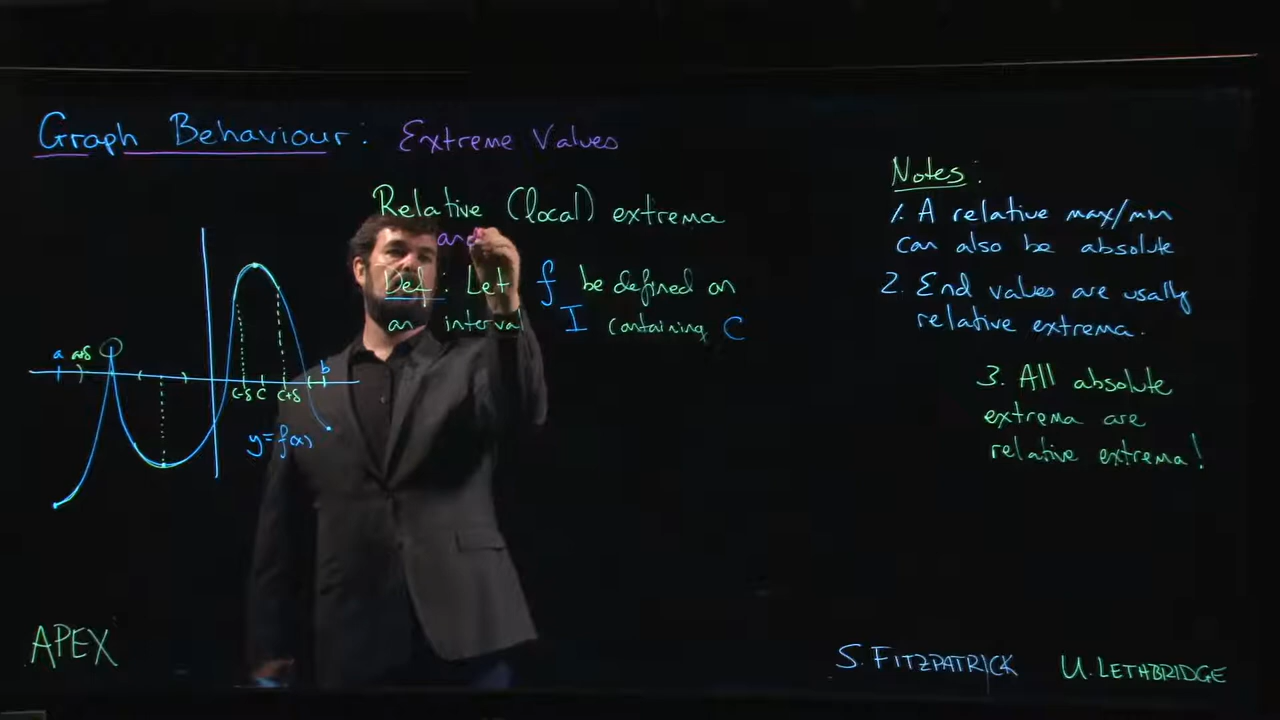 Graph Behaviour: Extreme Values
Relative (local) extrema
and
Def: Let f be defined on
an interval I containing C
a a+δ
c-δ c c+δ b
y=f(x)
Notes:
1. A relative max/min
can also be absolute
2. End values are usally
relative extrema.
3. All absolute
extrema are
relative extrema!
APEX
S. FITZPATRICK U. LETHBRIDGE